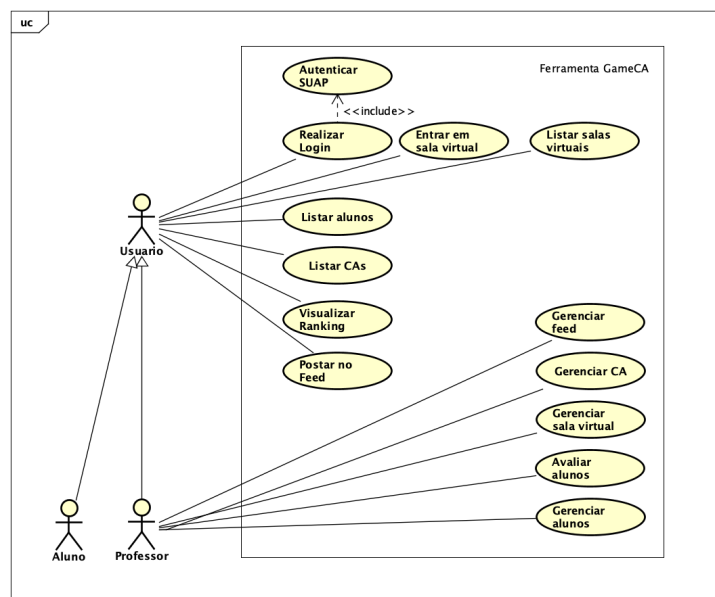 uc
Ferramenta GameCA
Autenticar
SUAP
<<include>>
Realizar
Login
Entrar em
sala virtual
Listar salas
virtuais
Listar alunos
Usuario
Listar CAs
Visualizar
Ranking
Gerenciar
feed
Postar no
Feed
Gerenciar CA
Gerenciar
sala virtual
Avaliar
alunos
Gerenciar
alunos
Aluno
Professor